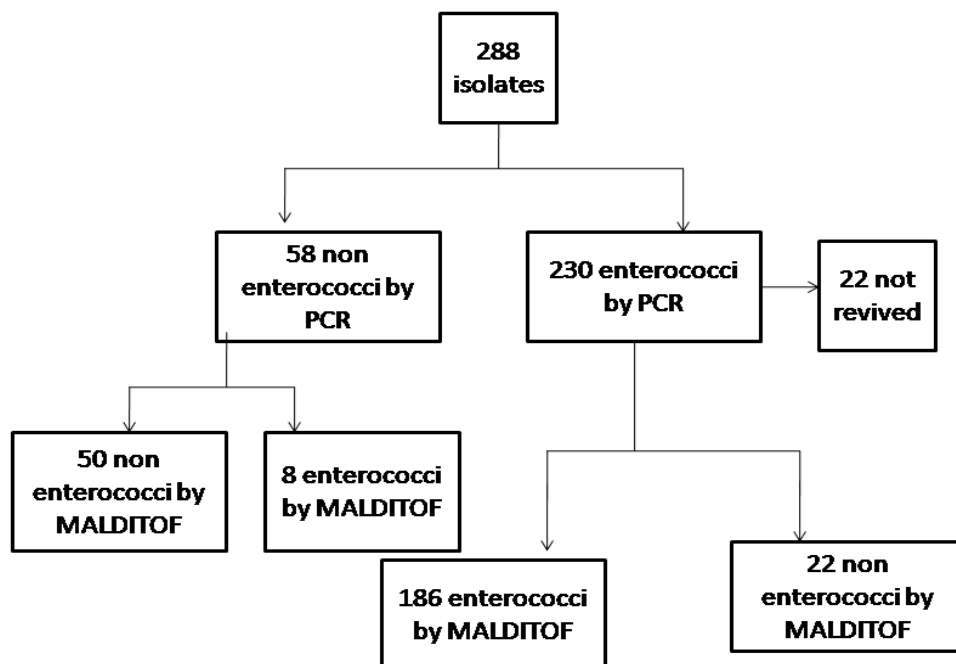 288
isolates
58 non
enterococci by
PCR
230 enterococci
by PCR
22 not
revived
50 non
enterococci by
MALDITOF
8 enterococci
by MALDITOF
186 enterococci
by MALDITOF
22 non
enterococci by
MALDITOF